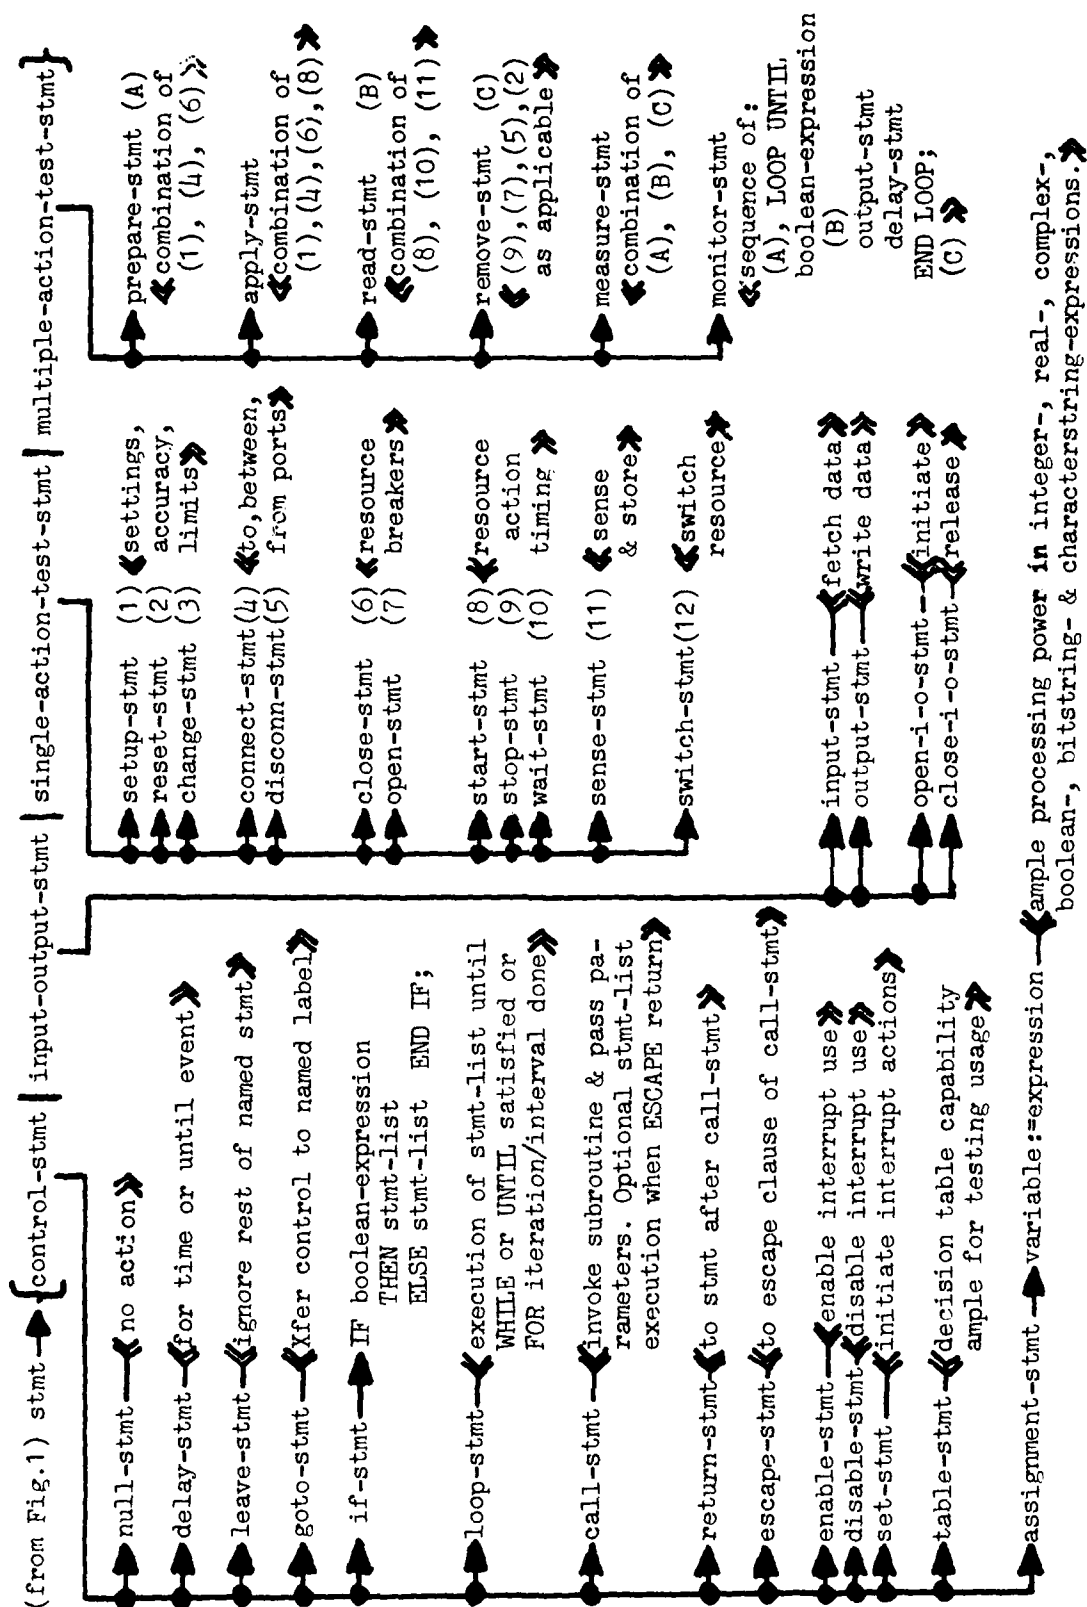 (from Fig.1) stmt { control-stmt | input-output-stmt | single-action-test-stmt | multiple-action-test-stmt }
null-stmt ≪no action≫
delay-stmt ≪for time or until event≫
leave-stmt ≪ignore rest of named stmt≫
goto-stmt ≪Xfer control to named label≫
if-stmt IF boolean-expression
THEN stmt-list
ELSE stmt-list END IF;
loop-stmt ≪execution of stmt-list until
WHILE or UNTIL satisfied or
FOR iteration/interval done≫
call-stmt ≪invoke subroutine & pass pa-
rameters. Optional stmt-list
execution when ESCAPE return≫
return-stmt ≪to stmt after call-stmt≫
escape-stmt ≪to escape clause of call-stmt≫
enable-stmt ≪enable interrupt use≫
disable-stmt ≪disable interrupt use≫
set-stmt ≪initiate interrupt actions≫
table-stmt ≪decision table capability
ample for testing usage≫
assignment-stmt variable:=expression ≪ample processing power in integer-, real-, complex-,
boolean-, bitstring- & characterstring-expressions.≫
input-stmt ≪fetch data≫
output-stmt ≪write data≫
open-i-o-stmt ≪initiate≫
close-i-o-stmt ≪release≫
setup-stmt (1) ≪settings,
reset-stmt (2) accuracy,
change-stmt (3) limits≫
connect-stmt(4) ≪to,between,
disconn-stmt(5) from ports≫
close-stmt (6) ≪resource
open-stmt (7) breakers≫
start-stmt (8) ≪resource
stop-stmt (9) action
wait-stmt (10) timing≫
sense-stmt (11) ≪sense
& store≫
switch-stmt(12) ≪switch
resource≫
prepare-stmt (A)
≪combination of
(1), (4), (6)≫
apply-stmt
≪combination of
(1),(4),(6),(8)≫
read-stmt (B)
≪combination of
(8), (10), (11)≫
remove-stmt (C)
≪(9),(7),(5),(2)
as applicable≫
measure-stmt
≪combination of
(A), (B), (C)≫
monitor-stmt
≪sequence of:
(A), LOOP UNTIL
boolean-expression
(B)
output-stmt
delay-stmt
END LOOP;
(C)≫